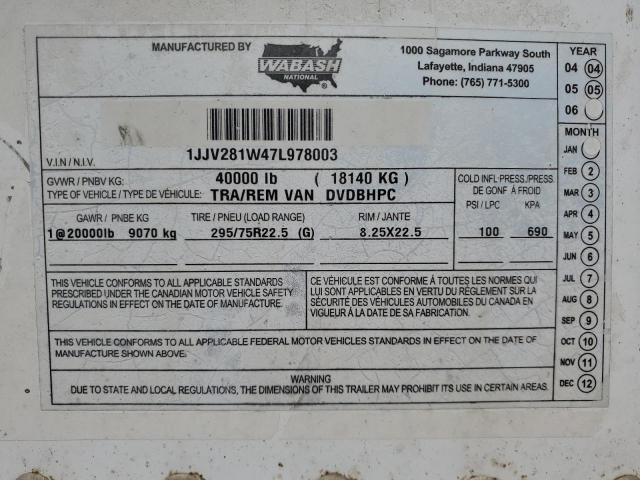 MANUFACTURED BY
WABASH
NATIONAL
1000 Sagamore Parkway South
Lafayette, Indiana 47905
Phone: (765) 771-5300
V.I.N / N.I.V.
1JJV281W47L978003
GVWR / PNBV KG: 40000 lb ( 18140 KG )
TYPE OF VEHICLE / TYPE DE VÉHICULE: TRA/REM VAN DVDBHPC
COLD INFL PRESS./PRESS.
DE GONF À FROID
PSI / LPC KPA
GAWR / PNBE KG TIRE / PNEU (LOAD RANGE) RIM / JANTE
1@20000lb 9070 kg 295/75R22.5 (G) 8.25X22.5 100 690
THIS VEHICLE CONFORMS TO ALL APPLICABLE STANDARDS
PRESCRIBED UNDER THE CANADIAN MOTOR VEHICLE SAFETY
REGULATIONS IN EFFECT ON THE DATE OF MANUFACTURE.
CE VÉHICULE EST CONFORME À TOUTES LES NORMES QUI
LUI SONT APPLICABLES EN VERTU DU RÈGLEMENT SUR LA
SÉCURITÉ DES VÉHICULES AUTOMOBILES DU CANADA EN
VIGUEUR À LA DATE DE SA FABRICATION.
THIS VEHICLE CONFORMS TO ALL APPLICABLE FEDERAL MOTOR VEHICLES STANDARDS IN EFFECT ON THE DATE OF
MANUFACTURE SHOWN ABOVE.
WARNING
DUE TO STATE AND LOCAL REGULATIONS, THE DIMENSIONS OF THIS TRAILER MAY PROHIBIT ITS USE IN CERTAIN AREAS.
YEAR
04 04
05 05
06
MONTH
JAN
FEB 2
MAR 3
APR 4
MAY 5
JUN 6
JUL 7
AUG 8
SEP 9
OCT 10
NOV 11
DEC 12